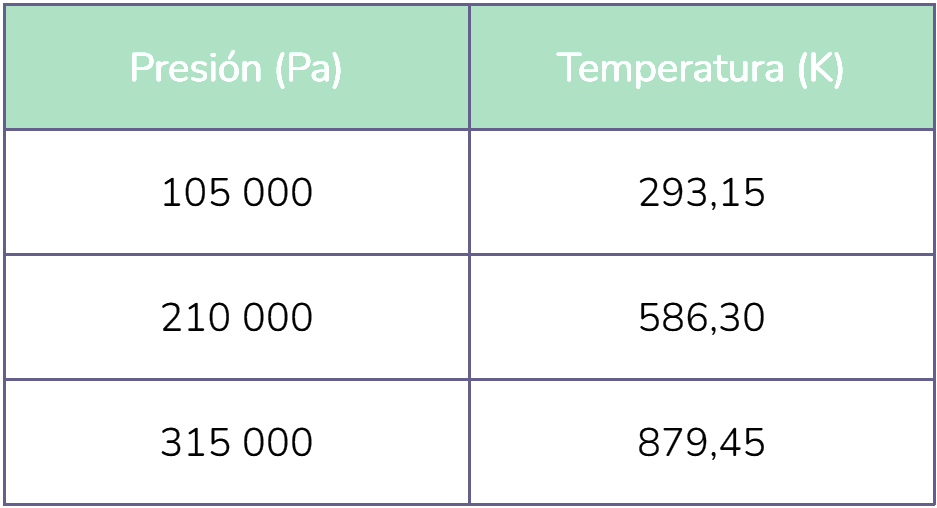 Presión (Pa) Temperatura (K)
105 000 293,15
210 000 586,30
315 000 879,45